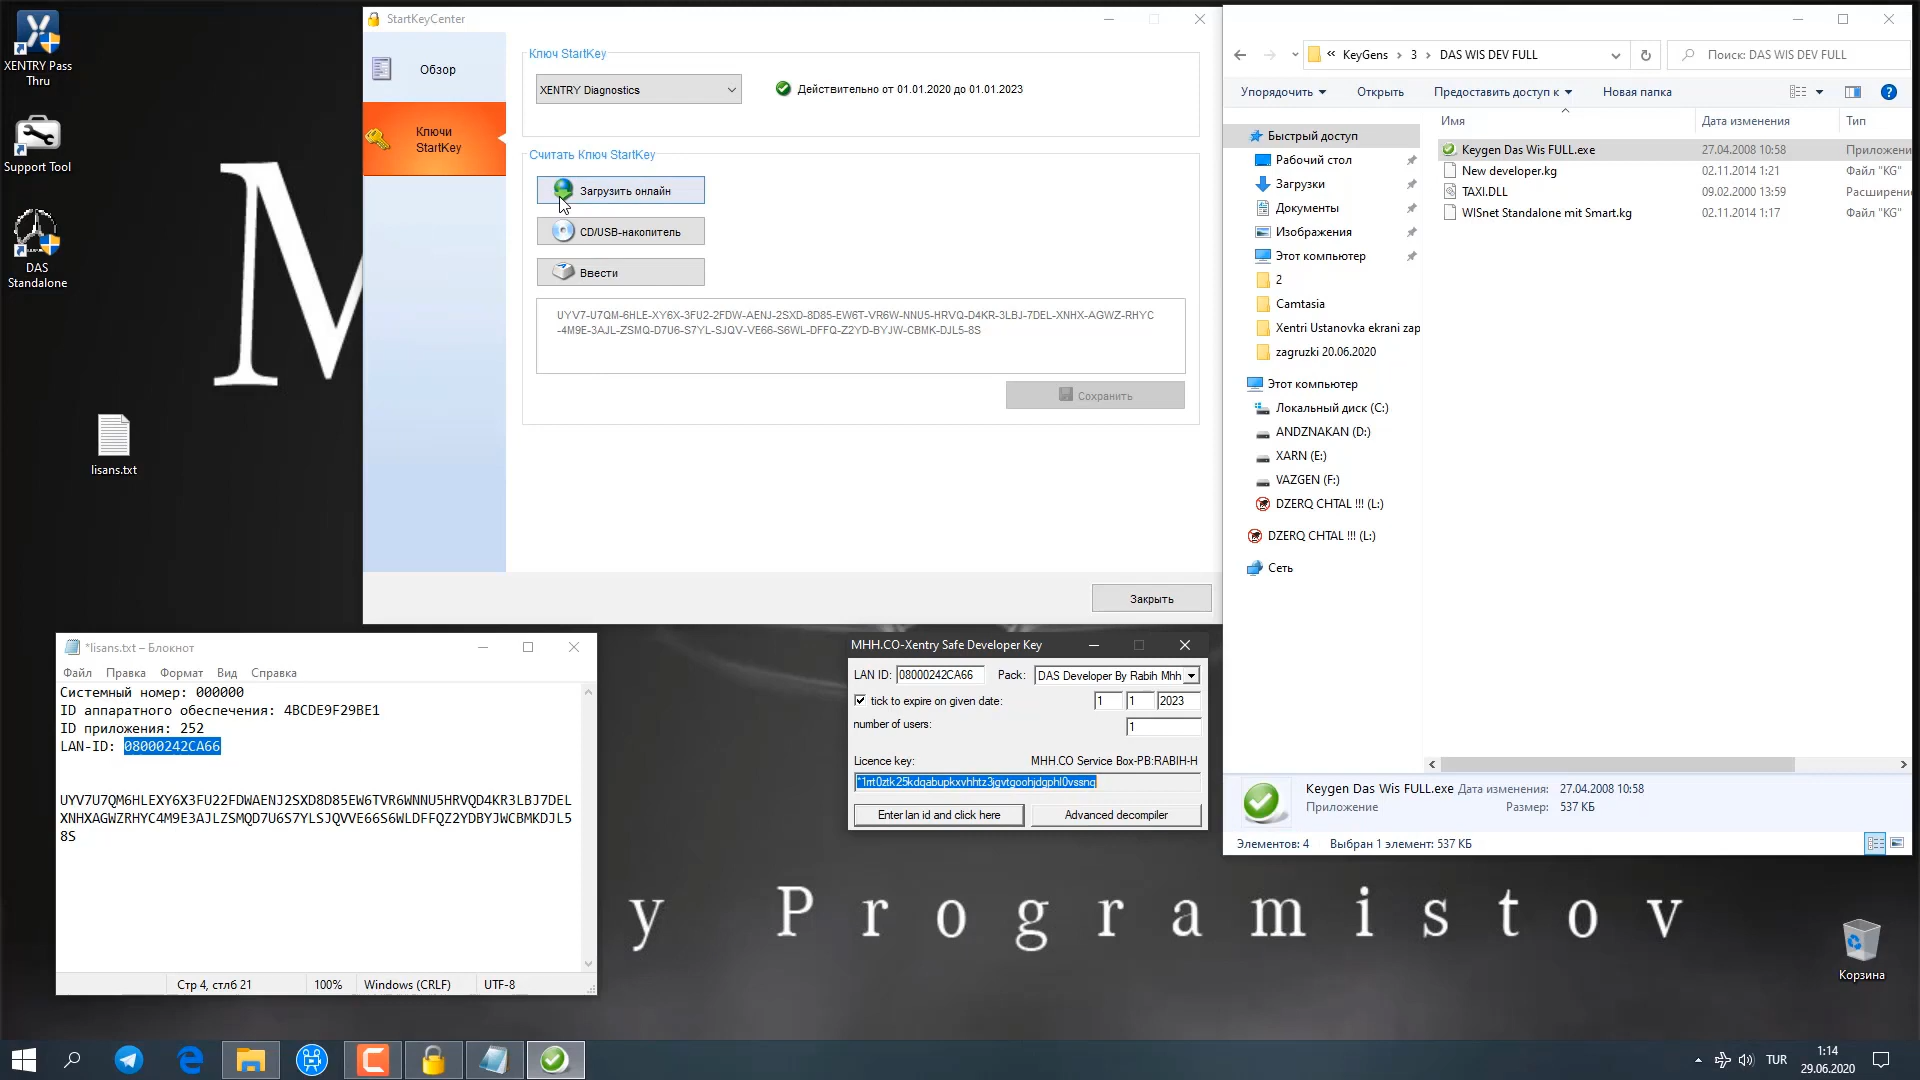 XENTRY Pass
Thru
Support Tool
DAS
Standalone
lisans.txt
M
y Programistov
Корзина
StartKeyCenter
Обзор
Ключи
StartKey
Ключ StartKey
XENTRY Diagnostics
Действительно от 01.01.2020 до 01.01.2023
Считать Ключ StartKey
Загрузить онлайн
CD/USB-накопитель
Ввести
UYV7-U7QM-6HLE-XY6X-3FU2-2FDW-AENJ-2SXD-8D85-EW6T-VR6W-NNU5-HRVQ-D4KR-3LBJ-7DEL-XNHX-AGWZ-RHYC
-4M9E-3AJL-ZSMQ-D7U6-S7YL-SJQV-VE66-S6WL-DFFQ-Z2YD-BYJW-CBMK-DJL5-8S
Сохранить
Закрыть
« KeyGens › 3 › DAS WIS DEV FULL
Поиск: DAS WIS DEV FULL
Упорядочить
Открыть
Предоставить доступ к
Новая папка
Имя
Дата изменения
Тип
Быстрый доступ
Рабочий стол
Загрузки
Документы
Изображения
Этот компьютер
2
Camtasia
Xentri Ustanovka ekrani zap
zagruzki 20.06.2020
Этот компьютер
Локальный диск (C:)
ANDZNAKAN (D:)
XARN (E:)
VAZGEN (F:)
DZERQ CHTAL !!! (L:)
DZERQ CHTAL !!! (L:)
Сеть
Keygen Das Wis FULL.exe 27.04.2008 10:58 Приложени
New developer.kg 02.11.2014 1:21 Файл "KG"
TAXI.DLL 09.02.2000 13:59 Расширение
WISnet Standalone mit Smart.kg 02.11.2014 1:17 Файл "KG"
Keygen Das Wis FULL.exe Дата изменения: 27.04.2008 10:58
Приложение Размер: 537 КБ
Элементов: 4 Выбран 1 элемент: 537 КБ
*lisans.txt – Блокнот
Файл Правка Формат Вид Справка
Системный номер: 000000
ID аппаратного обеспечения: 4BCDE9F29BE1
ID приложения: 252
LAN-ID: 08000242CA66
UYV7U7QM6HLEXY6X3FU22FDWAENJ2SXD8D85EW6TVR6WNNU5HRVQD4KR3LBJ7DEL
XNHXAGWZRHYC4M9E3AJLZSMQD7U6S7YLSJQVVE66S6WLDFFQZ2YDBYJWCBMKDJL5
8S
Стр 4, стлб 21 100% Windows (CRLF) UTF-8
MHH.CO-Xentry Safe Developer Key
LAN ID: 08000242CA66 Pack: DAS Developer By Rabih Mhh
tick to expire on given date: 1 1 2023
number of users: 1
Licence key: MHH.CO Service Box-PB:RABIH-H
Enter lan id and click here
Advanced decompiler
TUR
1:14
29.06.2020